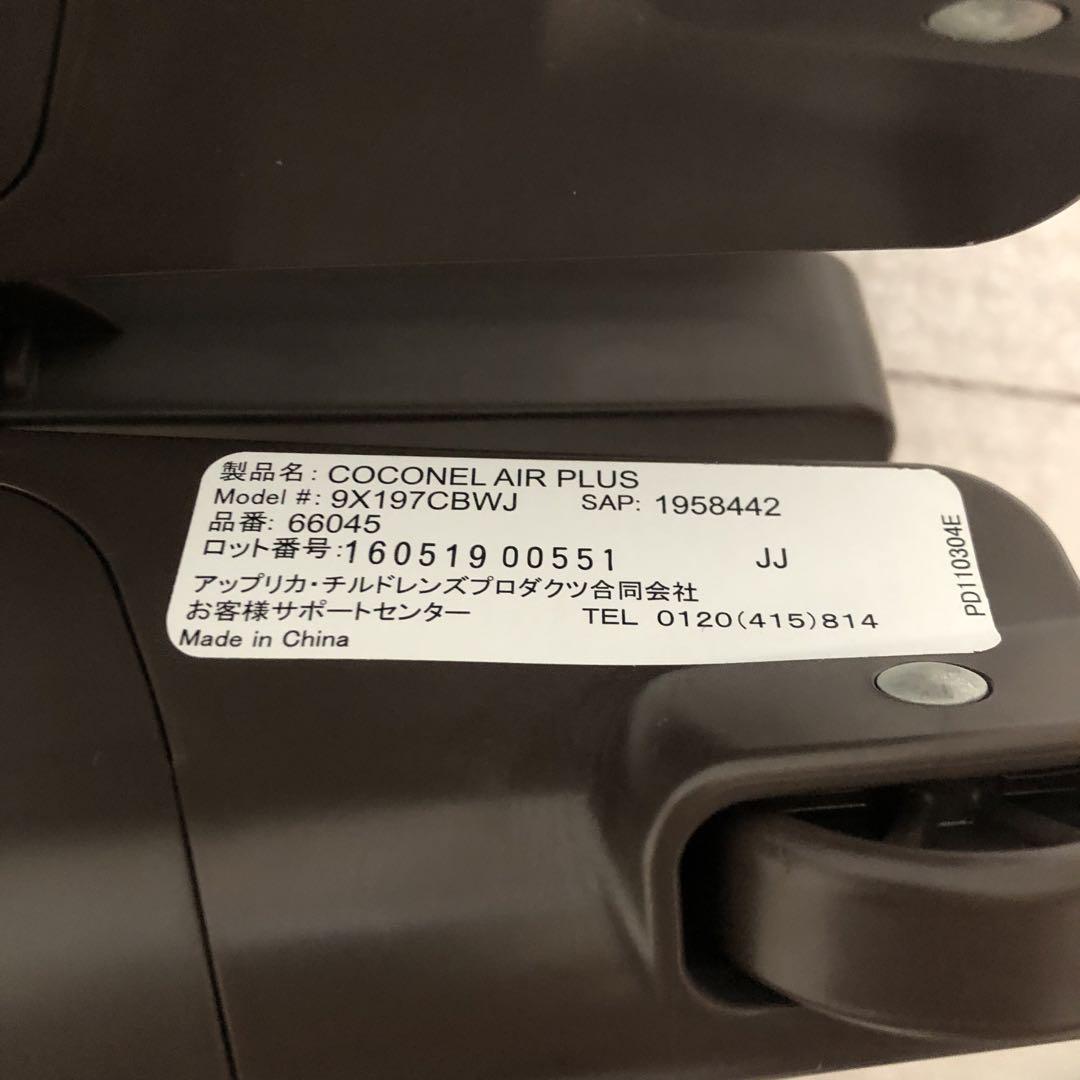 製品名: COCONEL AIR PLUS
Model #: 9X197CBWJ SAP: 1958442
品番: 66045
ロット番号:160519 00551 JJ
アップリカ・チルドレンズプロダクツ合同会社
お客様サポートセンター TEL 0120(415)814
Made in China
PD110304E